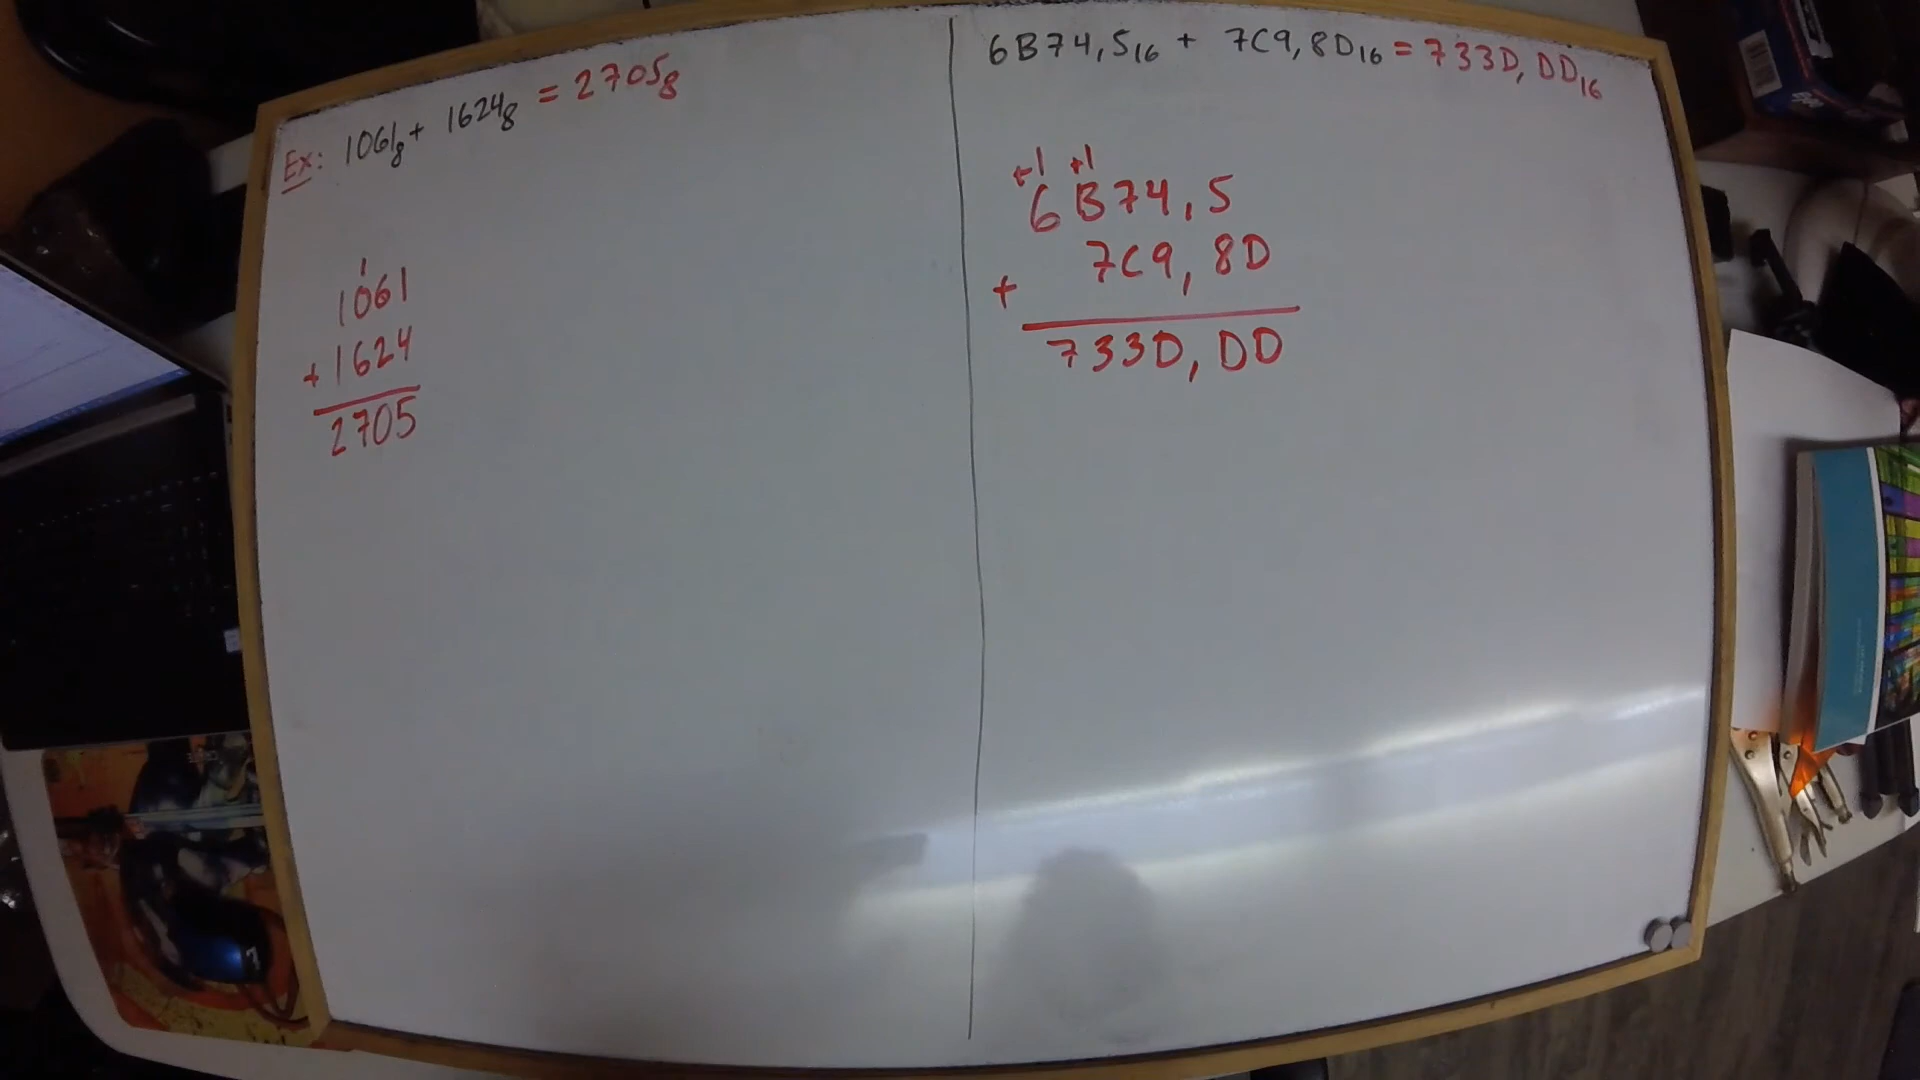 Ex: 1061₈ + 1624₈ = 2705₈
1
1061
+ 1624
2705
6B74,5₁₆ + 7C9,8D₁₆ = 733D,DD₁₆
+1 +1
6B74,5
7C9,8D
+
733D,DD